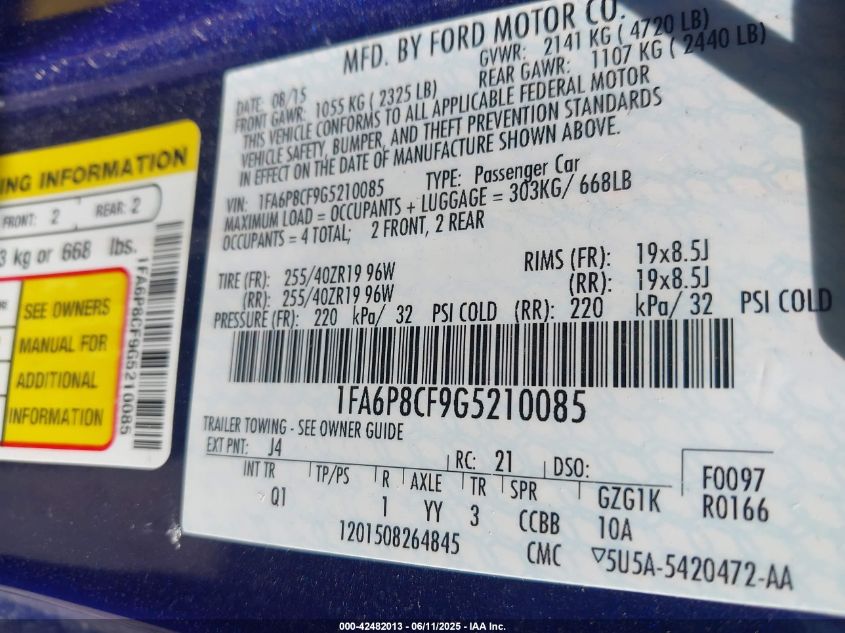 MFD. BY FORD MOTOR CO.
DATE: 08/15 GVWR: 2141 KG ( 4720 LB)
FRONT GAWR: 1055 KG ( 2325 LB) REAR GAWR: 1107 KG ( 2440 LB)
THIS VEHICLE CONFORMS TO ALL APPLICABLE FEDERAL MOTOR
VEHICLE SAFETY, BUMPER, AND THEFT PREVENTION STANDARDS
IN EFFECT ON THE DATE OF MANUFACTURE SHOWN ABOVE.
VIN: 1FA6P8CF9G5210085 TYPE: Passenger Car
MAXIMUM LOAD = OCCUPANTS + LUGGAGE = 303KG/ 668LB
OCCUPANTS = 4 TOTAL; 2 FRONT, 2 REAR
TIRE (FR): 255/40ZR19 96W RIMS (FR): 19x8.5J
(RR): 255/40ZR19 96W (RR): 19x8.5J
PRESSURE (FR): 220 kPa/ 32 PSI COLD (RR): 220 kPa/ 32 PSI COLD
1FA6P8CF9G5210085
TRAILER TOWING - SEE OWNER GUIDE
EXT PNT: J4 RC: 21 DSO: F0097
INT TR TP/PS R AXLE TR SPR GZG1K R0166
Q1 1 YY 3 CCBB 10A
1201508264845 CMC ▽5U5A-5420472-AA
ING INFORMATION
FRONT: 2 REAR: 2
3 kg or 668 lbs.
SEE OWNERS
MANUAL FOR
ADDITIONAL
INFORMATION
1FA6P8CF9G5210085
000-42482013 - 06/11/2025 - IAA Inc.